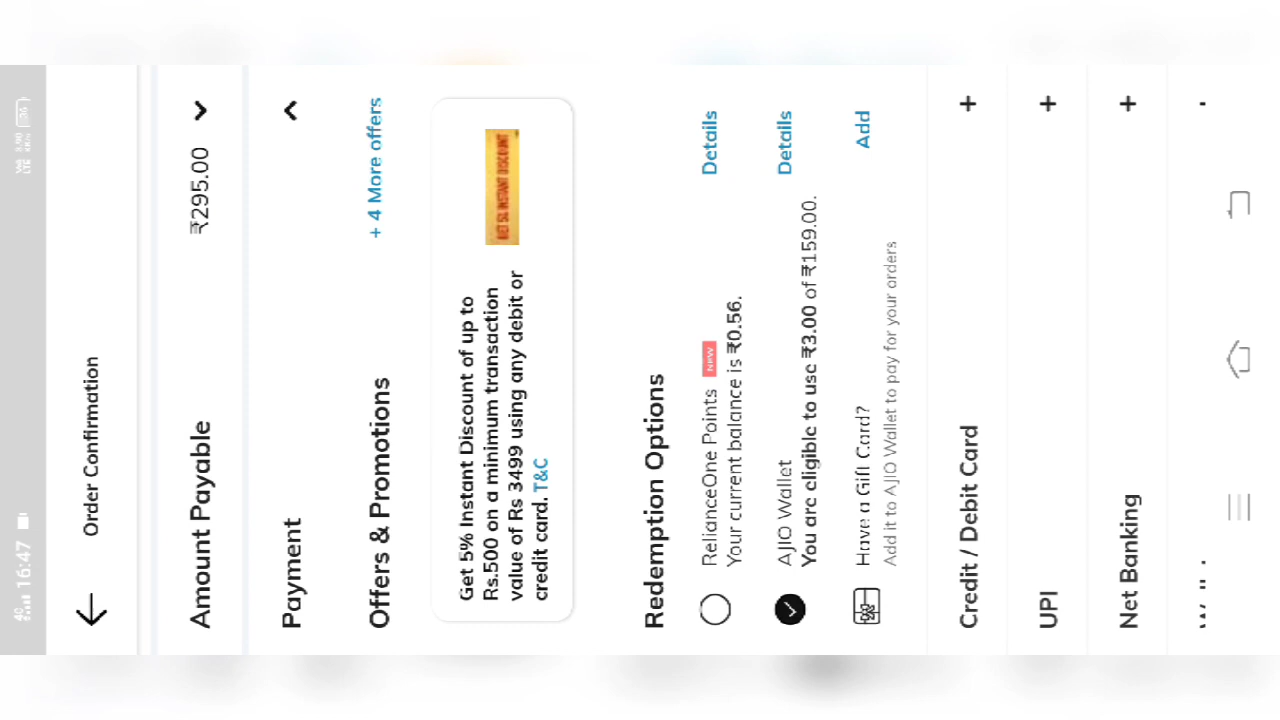 16:47
Order Confirmation
Amount Payable ₹295.00
Payment
Offers & Promotions + 4 More offers
Get 5% Instant Discount of up to
Rs.500 on a minimum transaction
value of Rs 3499 using any debit or
credit card. T&C
GET 5% INSTANT DISCOUNT
Redemption Options
RelianceOne Points NEW Details
Your current balance is ₹0.56.
AJIO Wallet Details
You are eligible to use ₹3.00 of ₹159.00.
Have a Gift Card? Add
Add it to AJIO Wallet to pay for your orders
Credit / Debit Card +
UPI +
Net Banking +